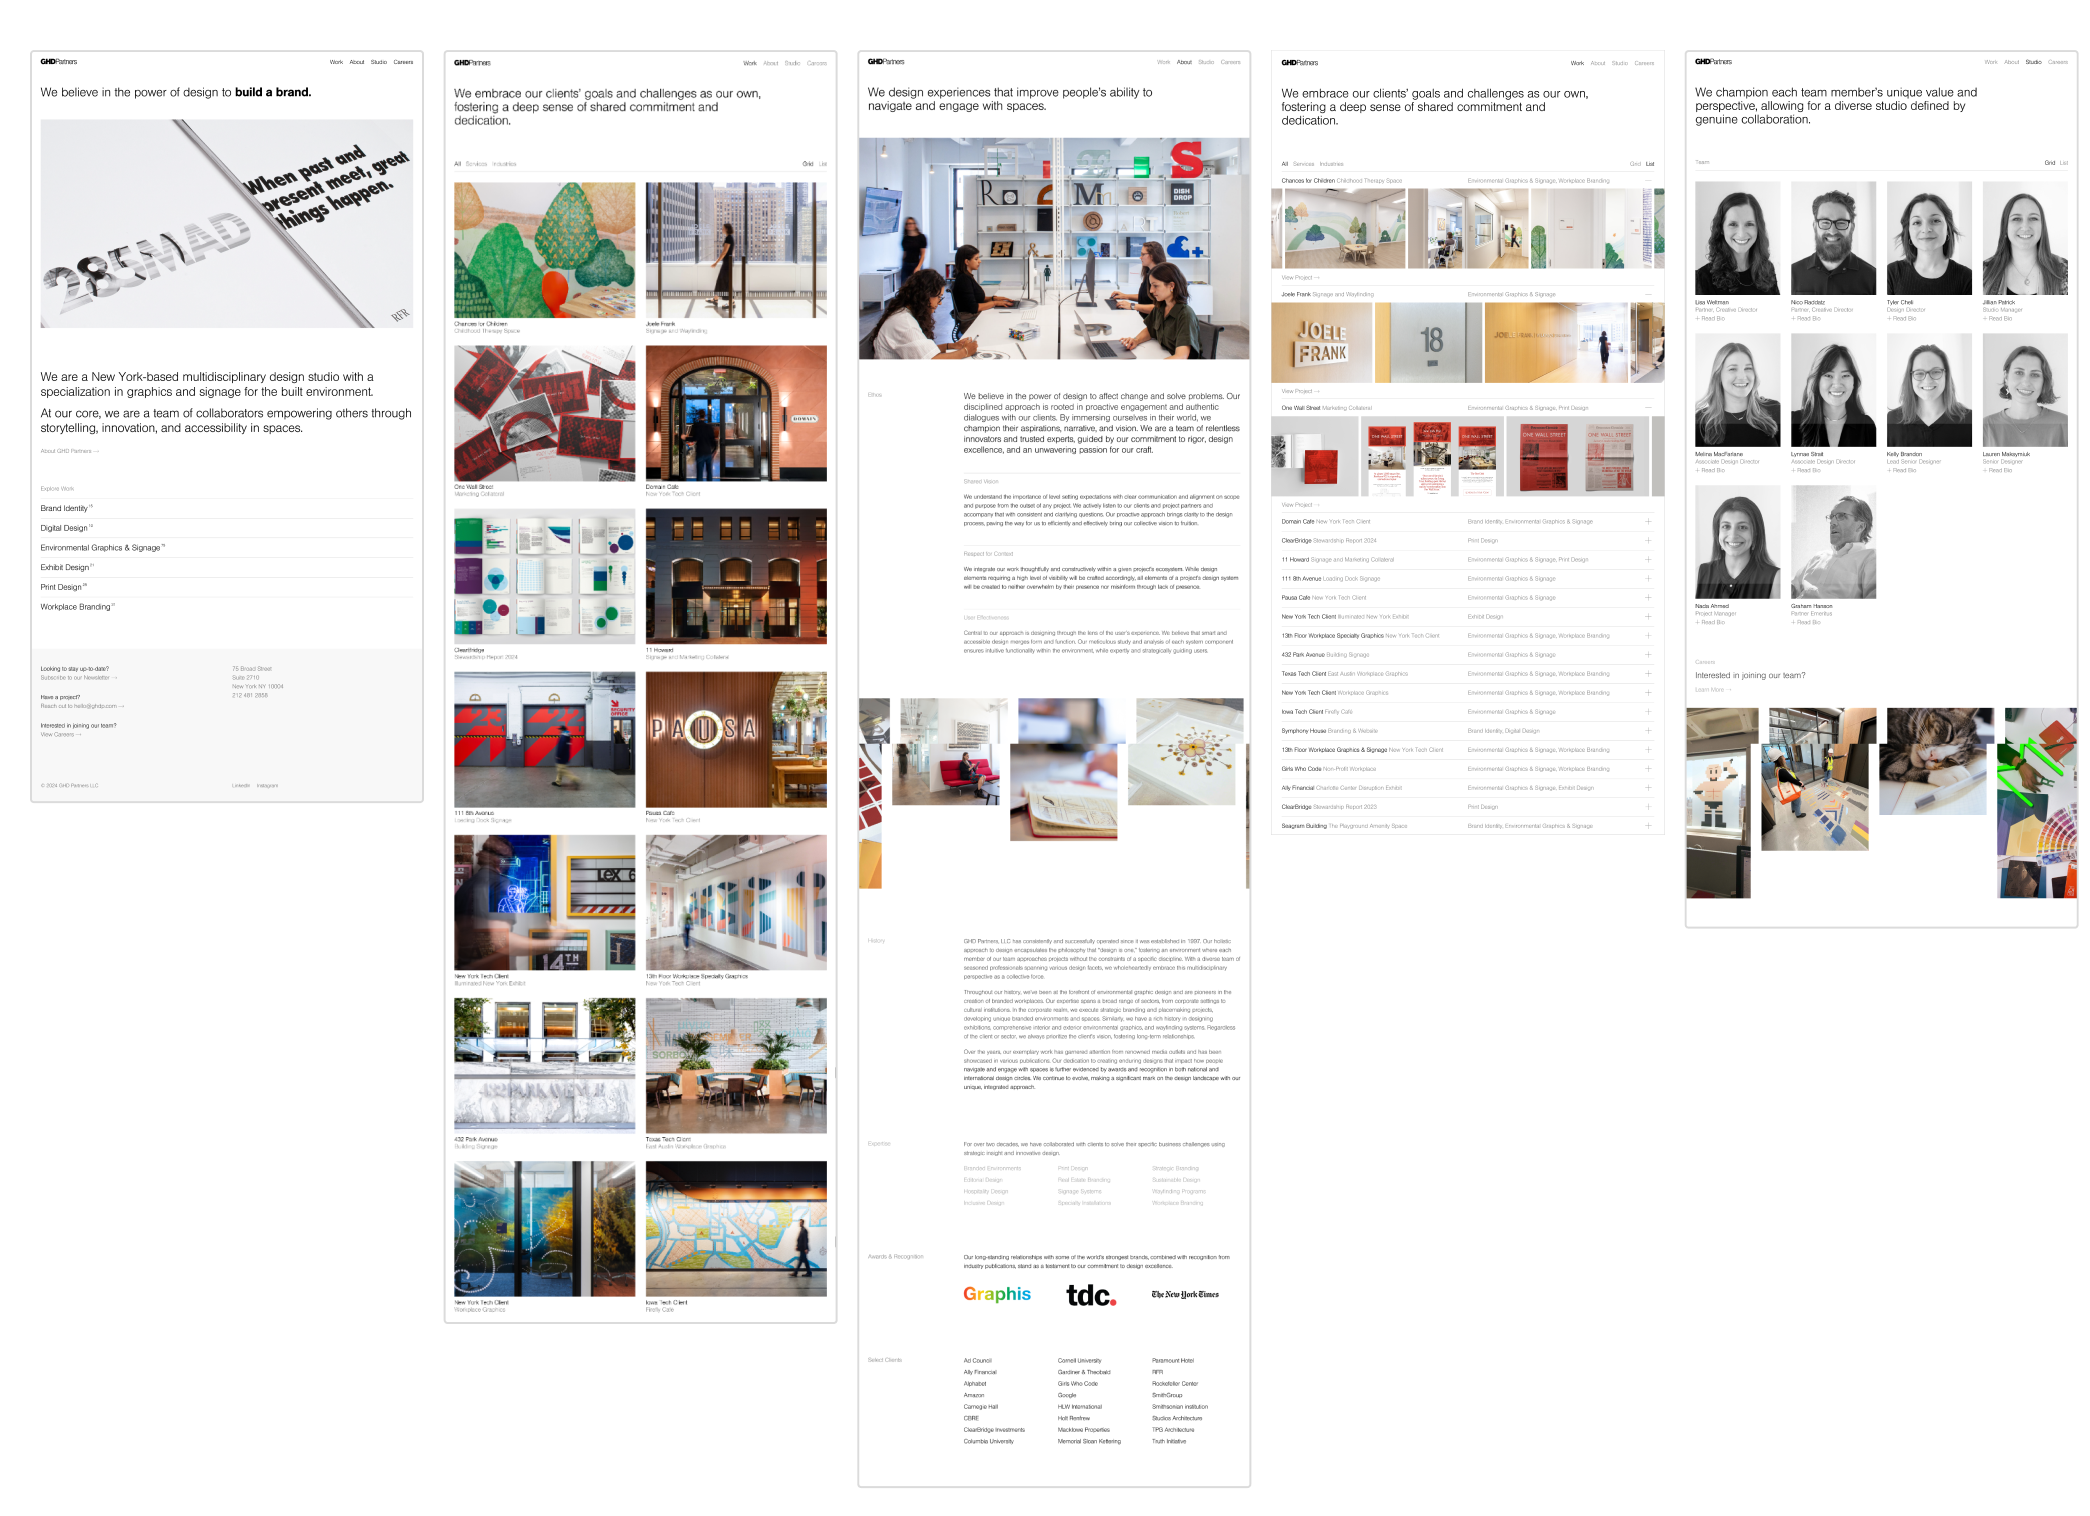 GHDPartners
Work About Studio Careers
We believe in the power of design to build a brand.
When past and
present meet, great
things happen.
285MAD
RFR
We are a New York-based multidisciplinary design studio with a
specialization in graphics and signage for the built environment.
At our core, we are a team of collaborators empowering others through
storytelling, innovation, and accessibility in spaces.
About GHD Partners →
Explore Work
Brand Identity
Digital Design
Environmental Graphics & Signage
Exhibit Design
Print Design
Workplace Branding
Looking to stay up-to-date?
Subscribe to our Newsletter →
Have a project?
Reach out to hello@ghdp.com →
Interested in joining our team?
View Careers →
75 Broad Street
Suite 2710
New York NY 10004
212 481 2858
© 2024 GHD Partners LLC
LinkedIn Instagram
GHDPartners
Work About Studio Careers
We embrace our clients' goals and challenges as our own,
fostering a deep sense of shared commitment and
dedication.
All Services Industries
Grid List
Chances for Children
Childhood Therapy Space
Joele Frank
Signage and Wayfinding
One Wall Street
Marketing Collateral
DOMAIN
Domain Cafe
New York Tech Client
ClearBridge
Stewardship Report 2024
11 Howard
Signage and Marketing Collateral
SECURITY
OFFICE
111 8th Avenue
Loading Dock Signage
PAUSA
Pausa Cafe
New York Tech Client
LEX 6
14TH
New York Tech Client
Illuminated New York Exhibit
13th Floor Workplace Specialty Graphics
New York Tech Client
432 Park Avenue
Building Signage
Texas Tech Client
East Austin Workplace Graphics
New York Tech Client
Workplace Graphics
Iowa Tech Client
Firefly Cafe
GHDPartners
Work About Studio Careers
We design experiences that improve people's ability to
navigate and engage with spaces.
DISH
DROP
Ethos
We believe in the power of design to affect change and solve problems. Our
disciplined approach is rooted in proactive engagement and authentic
dialogues with our clients. By immersing ourselves in their world, we
champion their aspirations, narrative, and vision. We are a team of relentless
innovators and trusted experts, guided by our commitment to rigor, design
excellence, and an unwavering passion for our craft.
Shared Vision
We understand the importance of level setting expectations with clear communication and alignment on scope
and purpose from the outset of any project. We actively listen to our clients and project partners and
accompany that with consistent and clarifying questions. Our proactive approach brings clarity to the design
process, paving the way for us to efficiently and effectively bring our collective vision to fruition.
Respect for Context
We integrate our work thoughtfully and constructively within a given project's ecosystem. While design
elements requiring a high level of visibility will be crafted accordingly, all elements of a project's design system
will be created to neither overwhelm by their presence nor misinform through lack of presence.
User Effectiveness
Central to our approach is designing through the lens of the user's experience. We believe that smart and
accessible design merges form and function. Our meticulous study and analysis of each system component
ensures intuitive functionality within the environment, while expertly and strategically guiding users.
History
GHD Partners, LLC has consistently and successfully operated since it was established in 1997. Our holistic
approach to design encapsulates the philosophy that "design is one," fostering an environment where each
member of our team approaches projects without the constraints of a specific discipline. With a diverse team of
seasoned professionals spanning various design facets, we wholeheartedly embrace this multidisciplinary
perspective as a collective force.
Throughout our history, we've been at the forefront of environmental graphic design and are pioneers in the
creation of branded workplaces. Our expertise spans a broad range of sectors, from corporate settings to
cultural institutions. In the corporate realm, we execute strategic branding and placemaking projects,
developing unique branded environments and spaces. Similarly, we have a rich history in designing
exhibitions, comprehensive interior and exterior environmental graphics, and wayfinding systems. Regardless
of the client or sector, we always prioritize the client's vision, fostering long-term relationships.
Over the years, our exemplary work has garnered attention from renowned media outlets and has been
showcased in various publications. Our dedication to creating enduring designs that impact how people
navigate and engage with spaces is further evidenced by awards and recognition in both national and
international design circles. We continue to evolve, making a significant mark on the design landscape with our
unique, integrated approach.
Expertise
For over two decades, we have collaborated with clients to solve their specific business challenges using
strategic insight and innovative design.
Branded Environments Print Design Strategic Branding
Editorial Design Real Estate Branding Sustainable Design
Hospitality Design Signage Systems Wayfinding Programs
Inclusive Design Specialty Installations Workplace Branding
Awards & Recognition
Our long-standing relationships with some of the world's strongest brands, combined with recognition from
industry publications, stand as a testament to our commitment to design excellence.
Graphis tdc. The New York Times
Select Clients
Ad Council Cornell University Paramount Hotel
Ally Financial Gardiner & Theobald RFR
Alphabet Girls Who Code Rockefeller Center
Amazon Google SmithGroup
Carnegie Hall HLW International Smithsonian Institution
CBRE Holt Renfrew Studios Architecture
ClearBridge Investments Macklowe Properties TPG Architecture
Columbia University Memorial Sloan Kettering Truth Initiative
GHDPartners
Work About Studio Careers
We embrace our clients' goals and challenges as our own,
fostering a deep sense of shared commitment and
dedication.
All Services Industries
Grid List
Chances for Children Childhood Therapy Space Environmental Graphics & Signage, Workplace Branding
View Project →
Joele Frank Signage and Wayfinding Environmental Graphics & Signage
JOELE
FRANK
18
View Project →
One Wall Street Marketing Collateral Environmental Graphics & Signage, Print Design
ONE WALL STREET
View Project →
Domain Cafe New York Tech Client Brand Identity, Environmental Graphics & Signage
ClearBridge Stewardship Report 2024 Print Design
11 Howard Signage and Marketing Collateral Environmental Graphics & Signage, Print Design
111 8th Avenue Loading Dock Signage Environmental Graphics & Signage
Pausa Cafe New York Tech Client Environmental Graphics & Signage
New York Tech Client Illuminated New York Exhibit Exhibit Design
13th Floor Workplace Specialty Graphics New York Tech Client Environmental Graphics & Signage, Workplace Branding
432 Park Avenue Building Signage Environmental Graphics & Signage
Texas Tech Client East Austin Workplace Graphics Environmental Graphics & Signage
New York Tech Client Workplace Graphics Environmental Graphics & Signage, Workplace Branding
Iowa Tech Client Firefly Cafe Environmental Graphics & Signage
Symphony House Branding & Website Brand Identity, Digital Design
13th Floor Workplace Graphics & Signage New York Tech Client Environmental Graphics & Signage, Workplace Branding
Girls Who Code Non-Profit Workplace Environmental Graphics & Signage, Workplace Branding
Ally Financial Charlotte Center Disruption Exhibit Environmental Graphics & Signage, Exhibit Design
ClearBridge Stewardship Report 2023 Print Design
Seagram Building The Playground Amenity Space Brand Identity, Environmental Graphics & Signage
GHDPartners
Work About Studio Careers
We champion each team member's unique value and
perspective, allowing for a diverse studio defined by
genuine collaboration.
Team
Grid List
Lisa Weltman
Partner, Creative Director
+ Read Bio
Nico Raddatz
Partner, Creative Director
+ Read Bio
Tyler Cheli
Design Director
+ Read Bio
Jillian Patrick
Studio Manager
+ Read Bio
Melina MacFarlane
Associate Design Director
+ Read Bio
Lynnae Strait
Associate Design Director
+ Read Bio
Kelly Brandon
Lead Senior Designer
+ Read Bio
Lauren Makeyniuk
Senior Designer
+ Read Bio
Nada Ahmed
Project Manager
+ Read Bio
Graham Hanson
Partner Emeritus
+ Read Bio
Careers
Interested in joining our team?
Learn More →